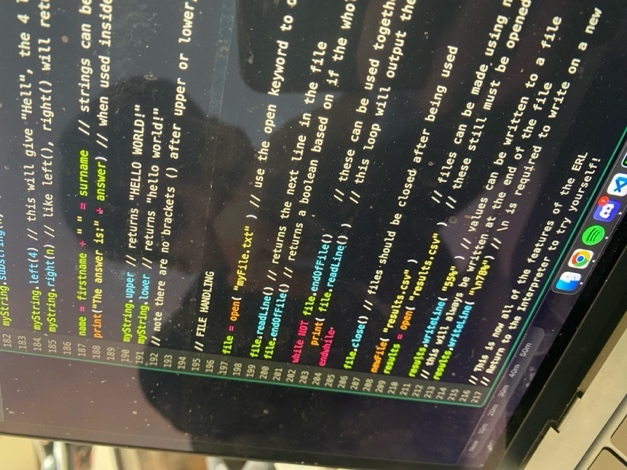 182 myString.substring(
183
184 myString.left(4) // this will give "Hell", the 4 l
185 myString.right(n) // like left(), right() will retu
186
187 name = firstname + " " = surname // strings can be
188 print("The answer is:" + answer) // when used inside
189
190 myString.upper // returns "HELLO WORLD!"
191 myString.lower // returns "hello world!"
192 // note there are no brackets () after upper or lower,
193
194
195 // FILE HANDLING
196
197 file = open( "myFile.txt" ) // use the open keyword to o
198
199 file.readLine() // returns the next line in the file
200 file.endOfFile() // returns a boolean based on if the who
201
202 while NOT file.endOfFile() // these can be used togeth
203 print( file.readLine() ) // this loop will output the
204 endwhile
205
206 file.close() // files should be closed after being used
207
208 newFile( "results.csv" ) // files can be made, using n
209 results = open( "results.csv" ) // these still must be opened
210
211 results.writeLine( "55%" ) // values can be written to a file
212 // this will always be written at the end of the file
213 results.writeLine( "\n70%" ) // \n is required to write on a new
214
215
216 // This is now all of the features of the ERL
217 // Return to the Interpreter to try yourself!
30m 40m 50m 60m